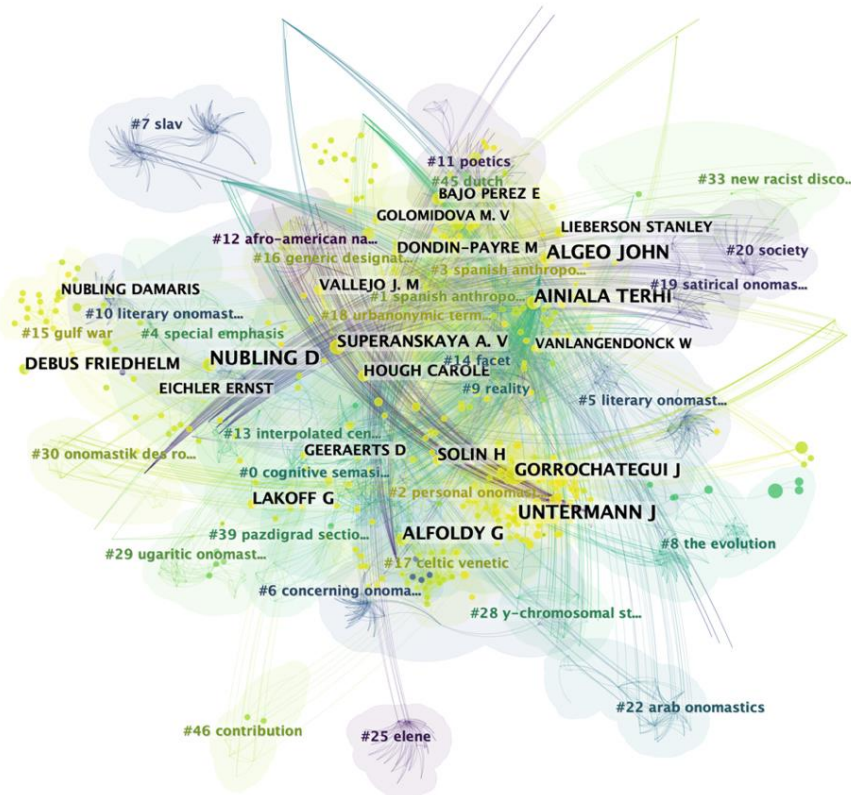 #7 slav
#11 poetics
#45 dutch
#33 new racist disco...
BAJO PEREZ E
GOLOMIDOVA M. V
LIEBERSON STANLEY
#12 afro-american na...
DONDIN-PAYRE M
ALGEO JOHN
#20 society
#16 generic designat...
#3 spanish anthropo...
VALLEJO J. M
#19 satirical onomas...
NUBLING DAMARIS
#1 spanish anthropo...
AINIALA TERHI
#10 literary onomast...
#18 urbanonymic term...
#15 gulf war
#4 special emphasis
SUPERANSKAYA A. V
VANLANGENDONCK W
NUBLING D
#14 facet
DEBUS FRIEDHELM
HOUGH CAROLE
EICHLER ERNST
#9 reality
#5 literary onomast...
#13 interpolated cen...
GEERAERTS D
SOLIN H
#30 onomastik des ro...
#0 cognitive semasi...
GORROCHATEGUI J
LAKOFF G
#2 personal onomast...
UNTERMANN J
#39 pazdigrad sectio...
ALFOLDY G
#8 the evolution
#29 ugaritic onomast...
#17 celtic venetic
#6 concerning onoma...
#28 y-chromosomal st...
#22 arab onomastics
#46 contribution
#25 elene